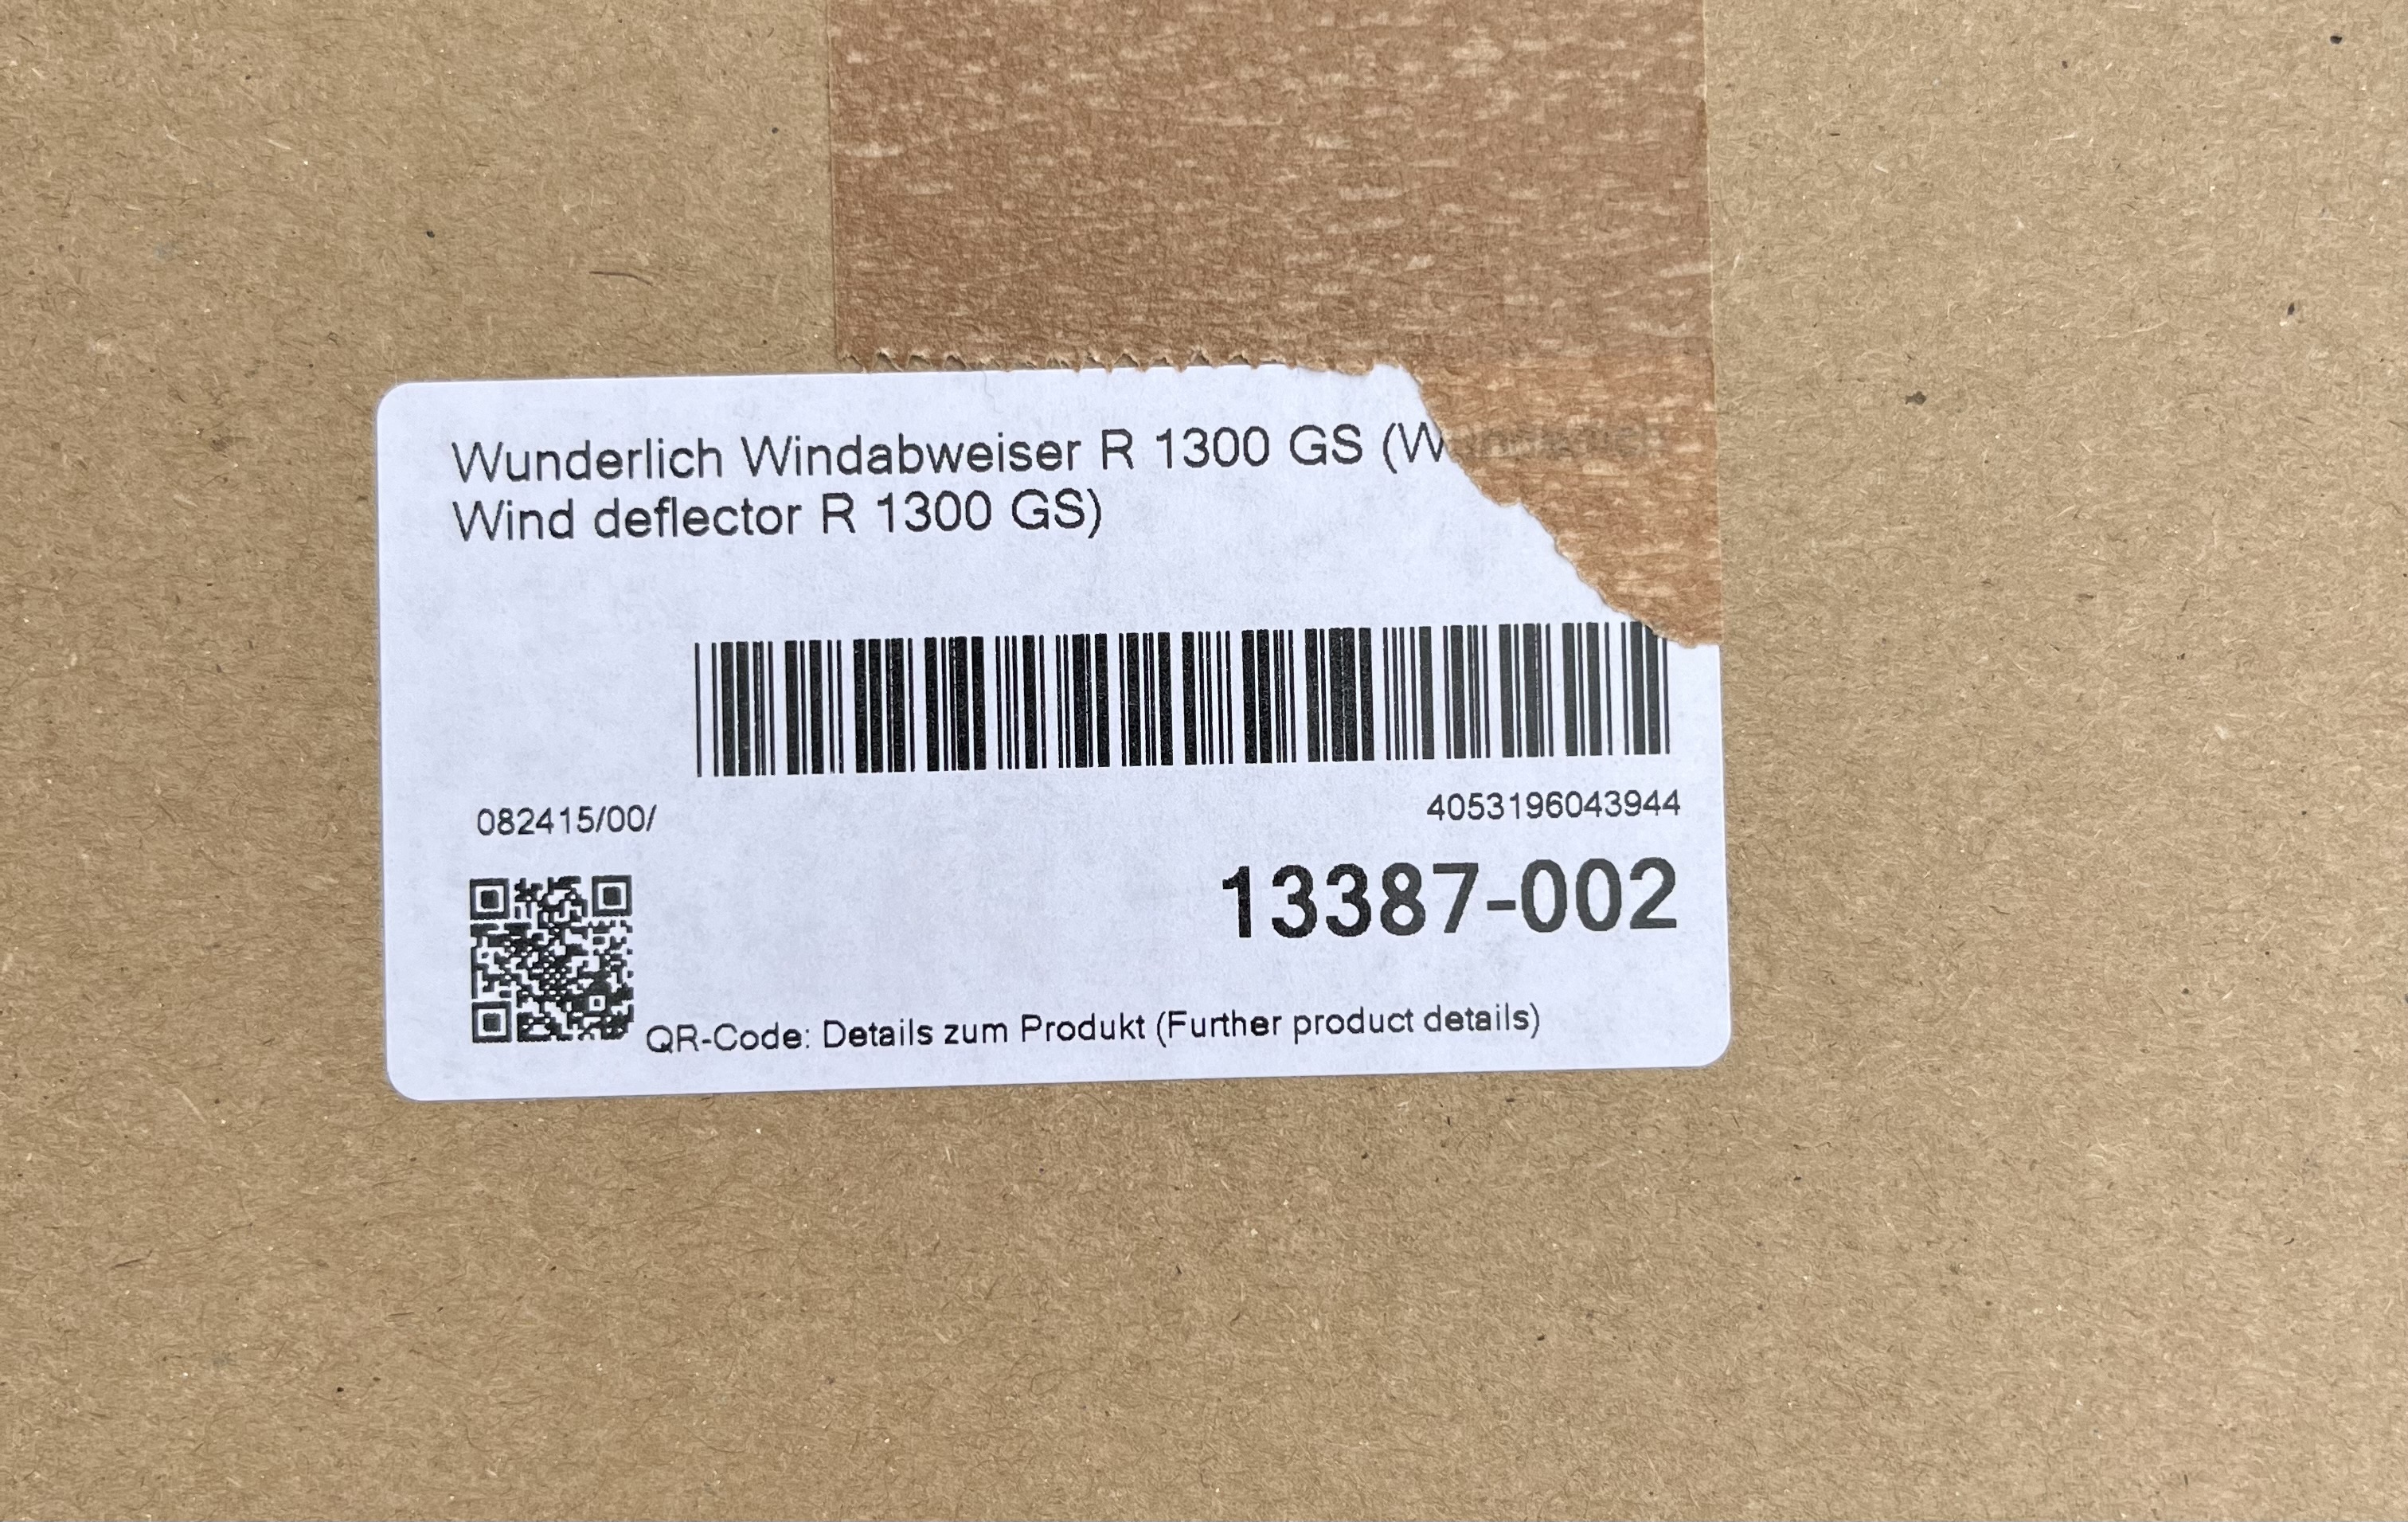 Wunderlich Windabweiser R 1300 GS (Wunderlich
Wind deflector R 1300 GS)
082415/00/
4053196043944
13387-002
QR-Code: Details zum Produkt (Further product details)